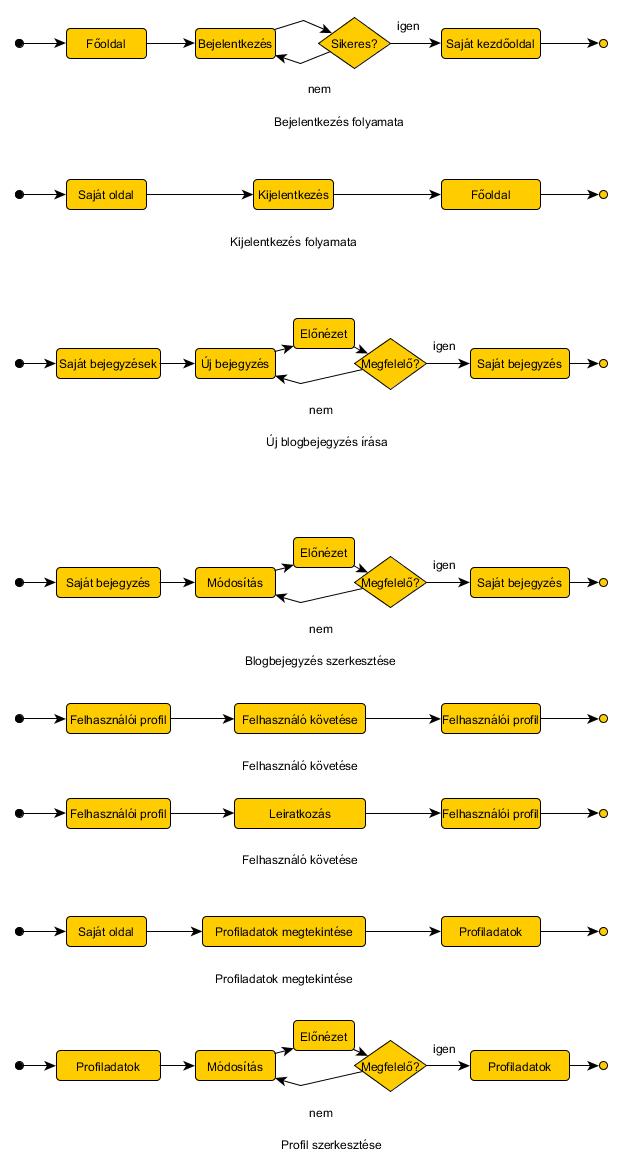 igen
Főoldal
Bejelentkezés
Sikeres?
Saját kezdőoldal
nem
Bejelentkezés folyamata
Saját oldal
Kijelentkezés
Főoldal
Kijelentkezés folyamata
Előnézet
igen
Saját bejegyzések
Új bejegyzés
Megfelelő?
Saját bejegyzés
nem
Új blogbejegyzés írása
Előnézet
igen
Saját bejegyzés
Módosítás
Megfelelő?
Saját bejegyzés
nem
Blogbejegyzés szerkesztése
Felhasználói profil
Felhasználó követése
Felhasználói profil
Felhasználó követése
Felhasználói profil
Leiratkozás
Felhasználói profil
Felhasználó követése
Saját oldal
Profiladatok megtekintése
Profiladatok
Profiladatok megtekintése
Előnézet
igen
Profiladatok
Módosítás
Megfelelő?
Profiladatok
nem
Profil szerkesztése